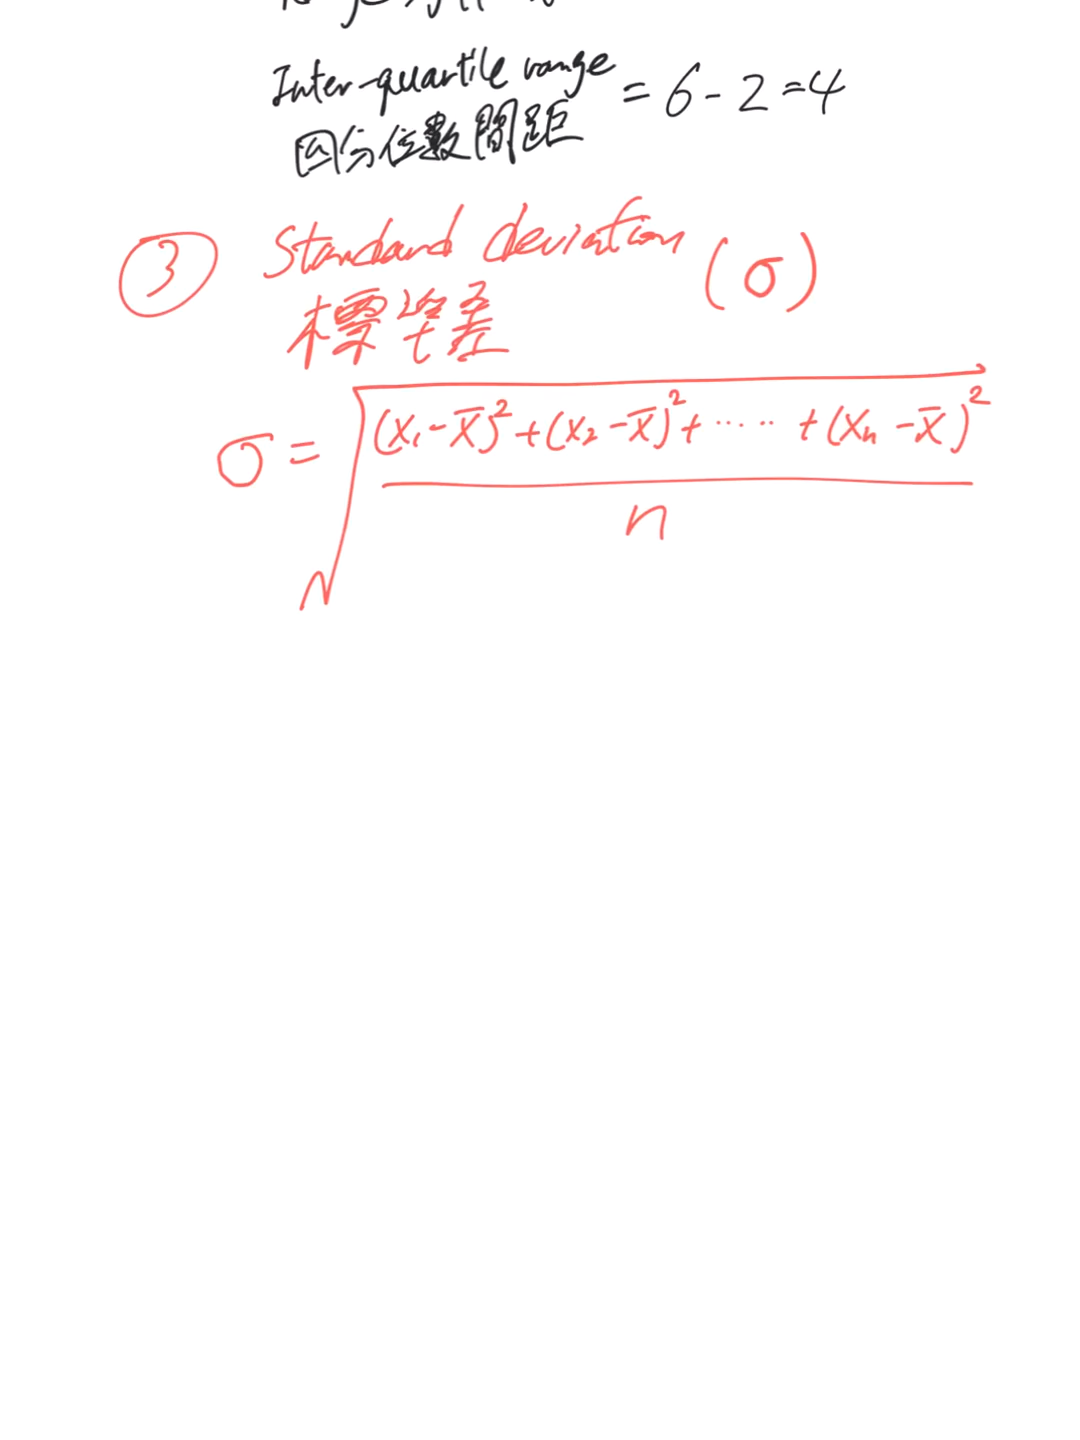 Inter-quartile range = 6 - 2 = 4
四分位數間距
③ Standard deviation (σ)
標準差
σ = √(((x₁ - x̄)² + (x₂ - x̄)² + ······ + (xₙ - x̄)²) / n)